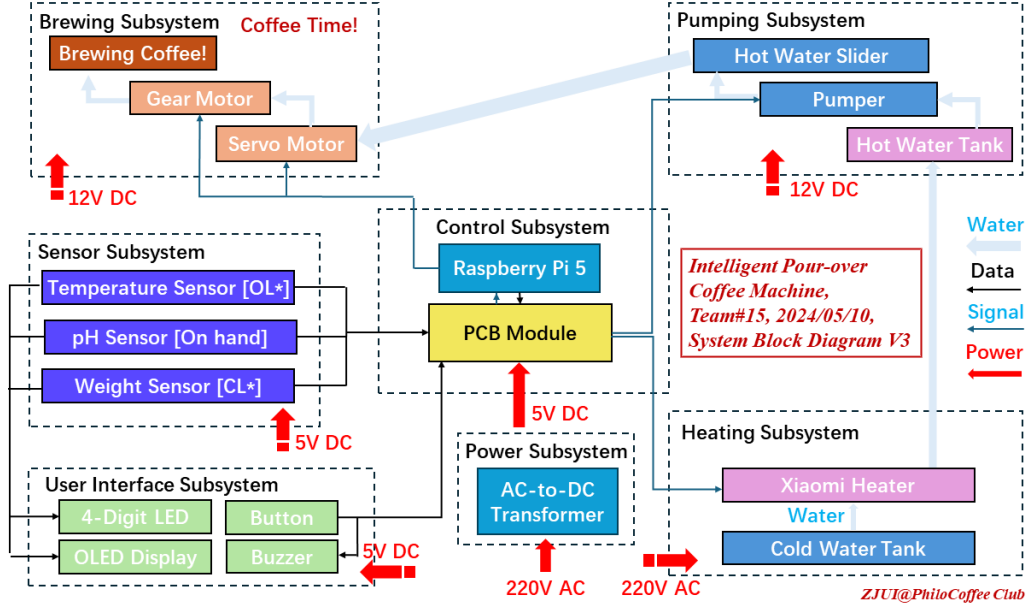 Brewing Subsystem
Coffee Time!
Brewing Coffee!
Gear Motor
Servo Motor
12V DC
Pumping Subsystem
Hot Water Slider
Pumper
Hot Water Tank
12V DC
Control Subsystem
Raspberry Pi 5
PCB Module
5V DC
Sensor Subsystem
Temperature Sensor [OL*]
pH Sensor [On hand]
Weight Sensor [CL*]
5V DC
Intelligent Pour-over
Coffee Machine,
Team#15, 2024/05/10,
System Block Diagram V3
Water
Data
Signal
Power
User Interface Subsystem
4-Digit LED
Button
OLED Display
Buzzer
5V DC
Power Subsystem
AC-to-DC
Transformer
220V AC
Heating Subsystem
Xiaomi Heater
Water
Cold Water Tank
220V AC
ZJUI@PhiloCoffee Club